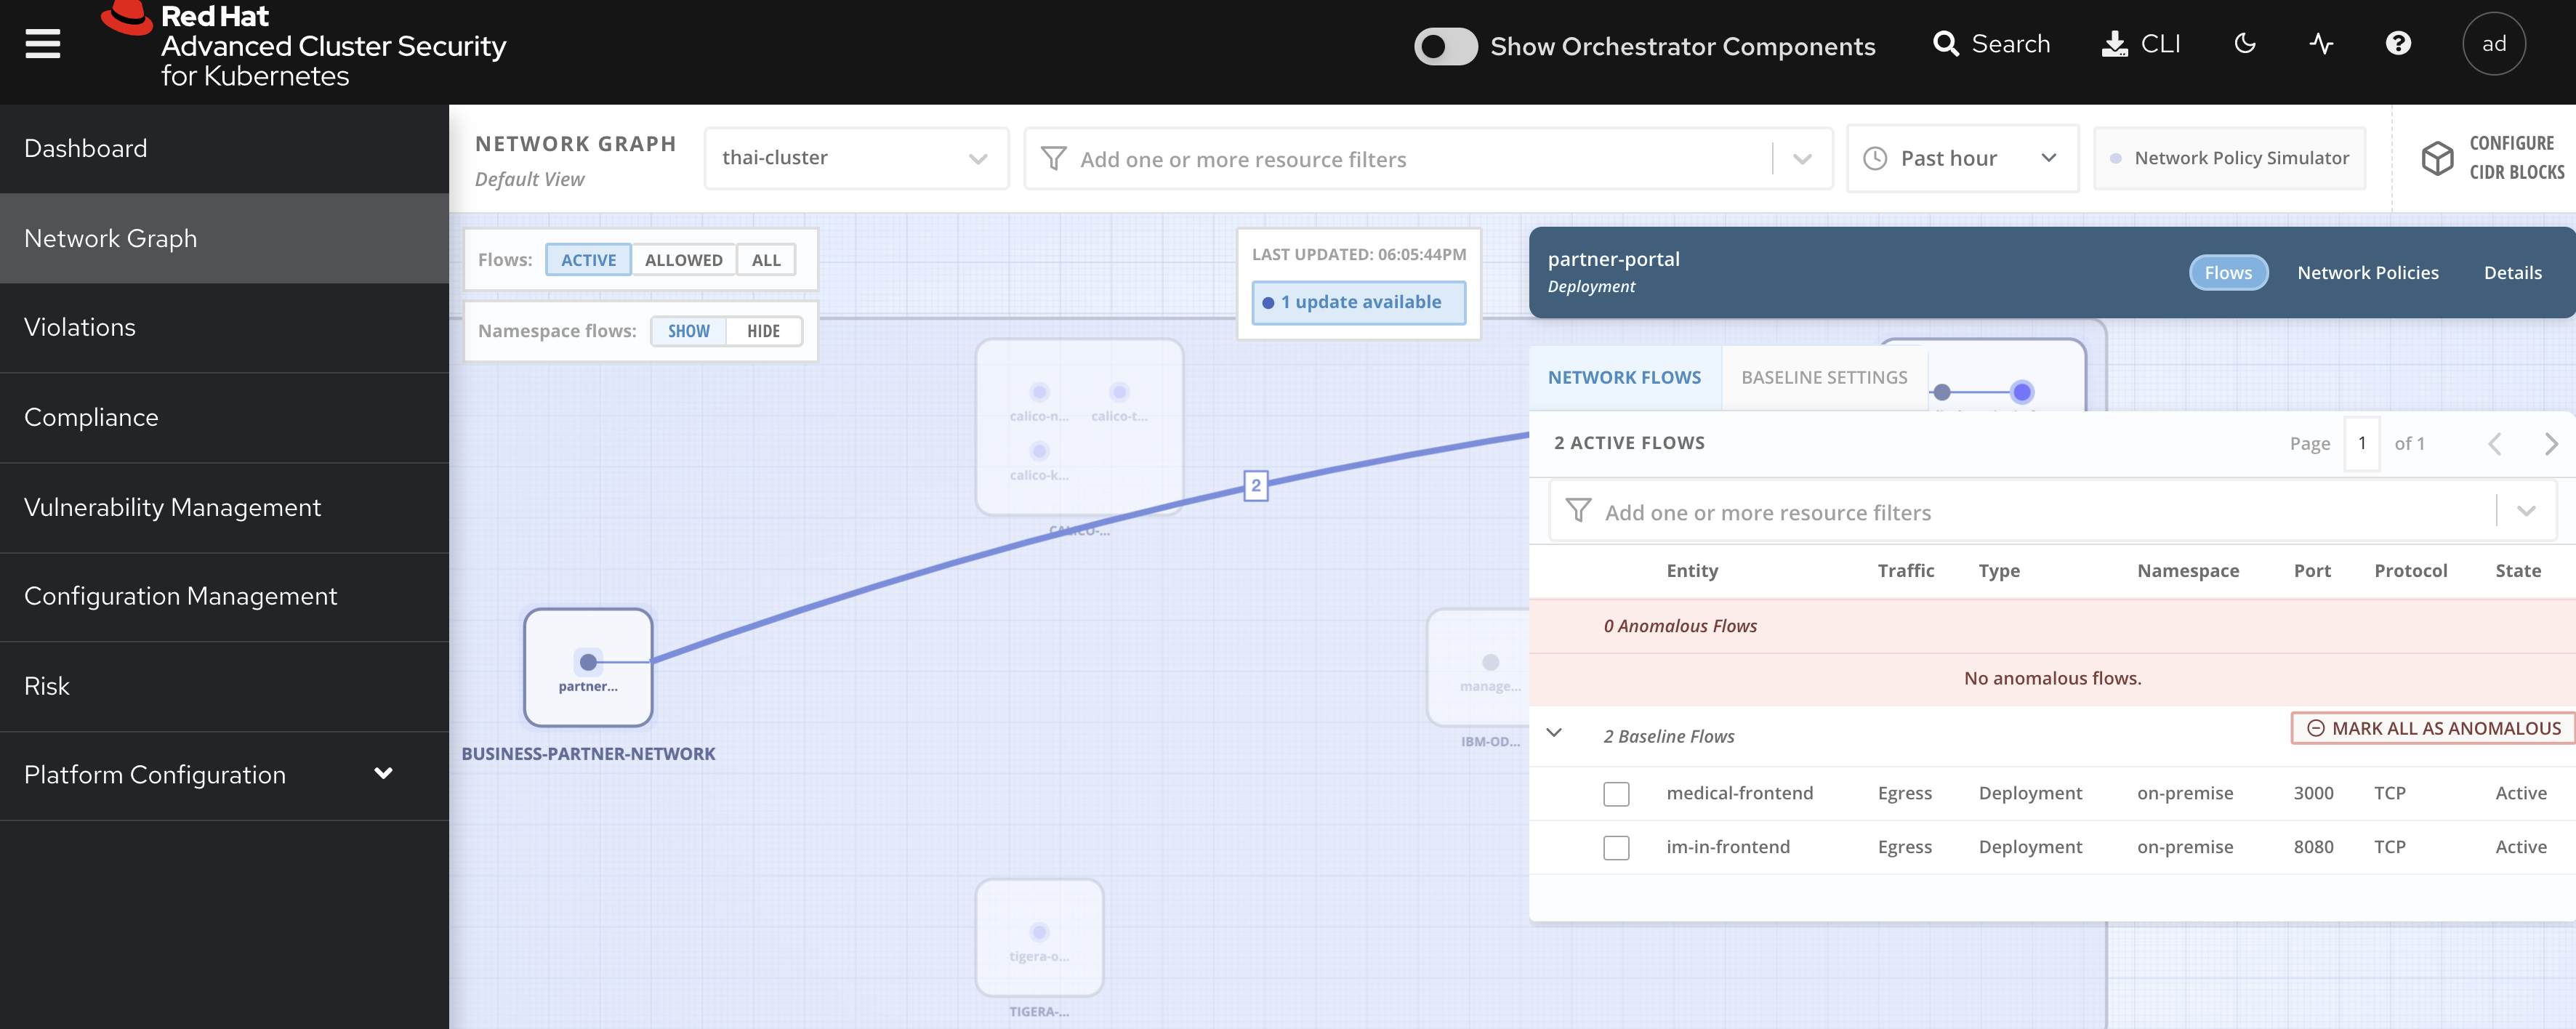 Red Hat
Advanced Cluster Security
for Kubernetes
Show Orchestrator Components
Search
CLI
ad
Dashboard
Network Graph
Violations
Compliance
Vulnerability Management
Configuration Management
Risk
Platform Configuration
NETWORK GRAPH
Default View
thai-cluster
Add one or more resource filters
Past hour
Network Policy Simulator
CONFIGURE
CIDR BLOCKS
Flows: ACTIVE ALLOWED ALL
Namespace flows: SHOW HIDE
LAST UPDATED: 06:05:44PM
1 update available
calico-n... calico-t...
calico-k...
CALICO-...
2
partner...
BUSINESS-PARTNER-NETWORK
manage...
IBM-OD...
tigera-o...
TIGERA-...
partner-portal
Deployment
Flows Network Policies Details
NETWORK FLOWS BASELINE SETTINGS
2 ACTIVE FLOWS
Page 1 of 1
Add one or more resource filters
Entity Traffic Type Namespace Port Protocol State
0 Anomalous Flows
No anomalous flows.
2 Baseline Flows
MARK ALL AS ANOMALOUS
medical-frontend Egress Deployment on-premise 3000 TCP Active
im-in-frontend Egress Deployment on-premise 8080 TCP Active